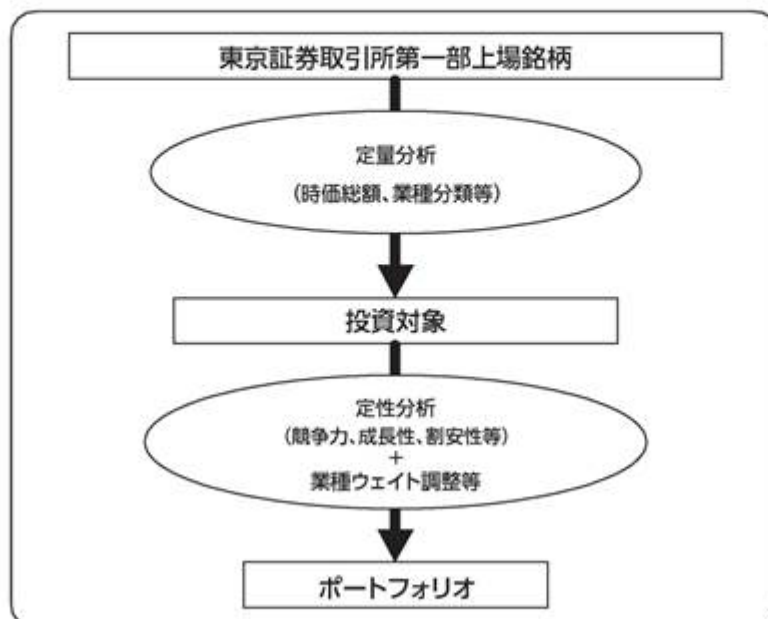 東京証券取引所第一部上場銘柄
定量分析
(時価総額、業種分類等)
投資対象
定性分析
(競争力、成長性、割安性等)
+
業種ウェイト調整等
ポートフォリオ